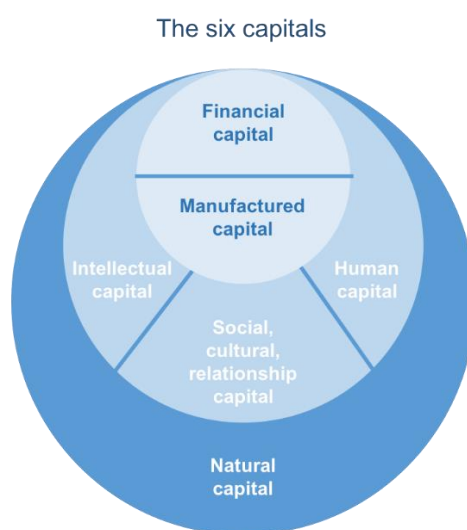 The six capitals
Financial
capital
Manufactured
capital
Intellectual
capital
Human
capital
Social,
cultural,
relationship
capital
Natural
capital